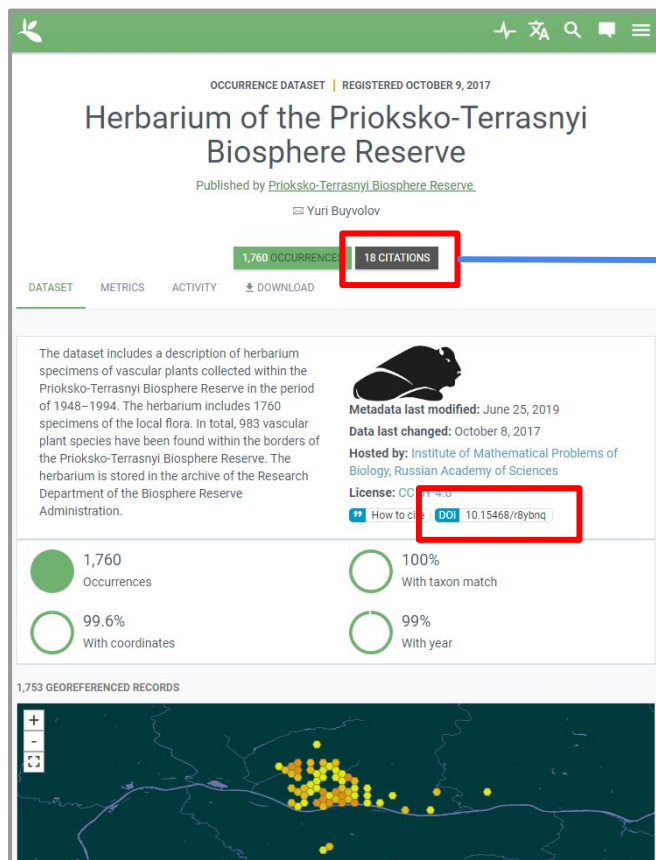 OCCURRENCE DATASET | REGISTERED OCTOBER 9, 2017
Herbarium of the Prioksko-Terrasnyi
Biosphere Reserve
Published by Prioksko-Terrasnyi Biosphere Reserve
Yuri Buyvolov
1,760 OCCURRENCES 18 CITATIONS
DATASET METRICS ACTIVITY DOWNLOAD
The dataset includes a description of herbarium
specimens of vascular plants collected within the
Prioksko-Terrasnyi Biosphere Reserve in the period
of 1948–1994. The herbarium includes 1760
specimens of the local flora. In total, 983 vascular
plant species have been found within the borders of
the Prioksko-Terrasnyi Biosphere Reserve. The
herbarium is stored in the archive of the Research
Department of the Biosphere Reserve
Administration.
Metadata last modified: June 25, 2019
Data last changed: October 8, 2017
Hosted by: Institute of Mathematical Problems of
Biology, Russian Academy of Sciences
License: CC BY 4.0
How to cite DOI 10.15468/r8ybnq
1,760
Occurrences
100%
With taxon match
99.6%
With coordinates
99%
With year
1,753 GEOREFERENCED RECORDS
+
-